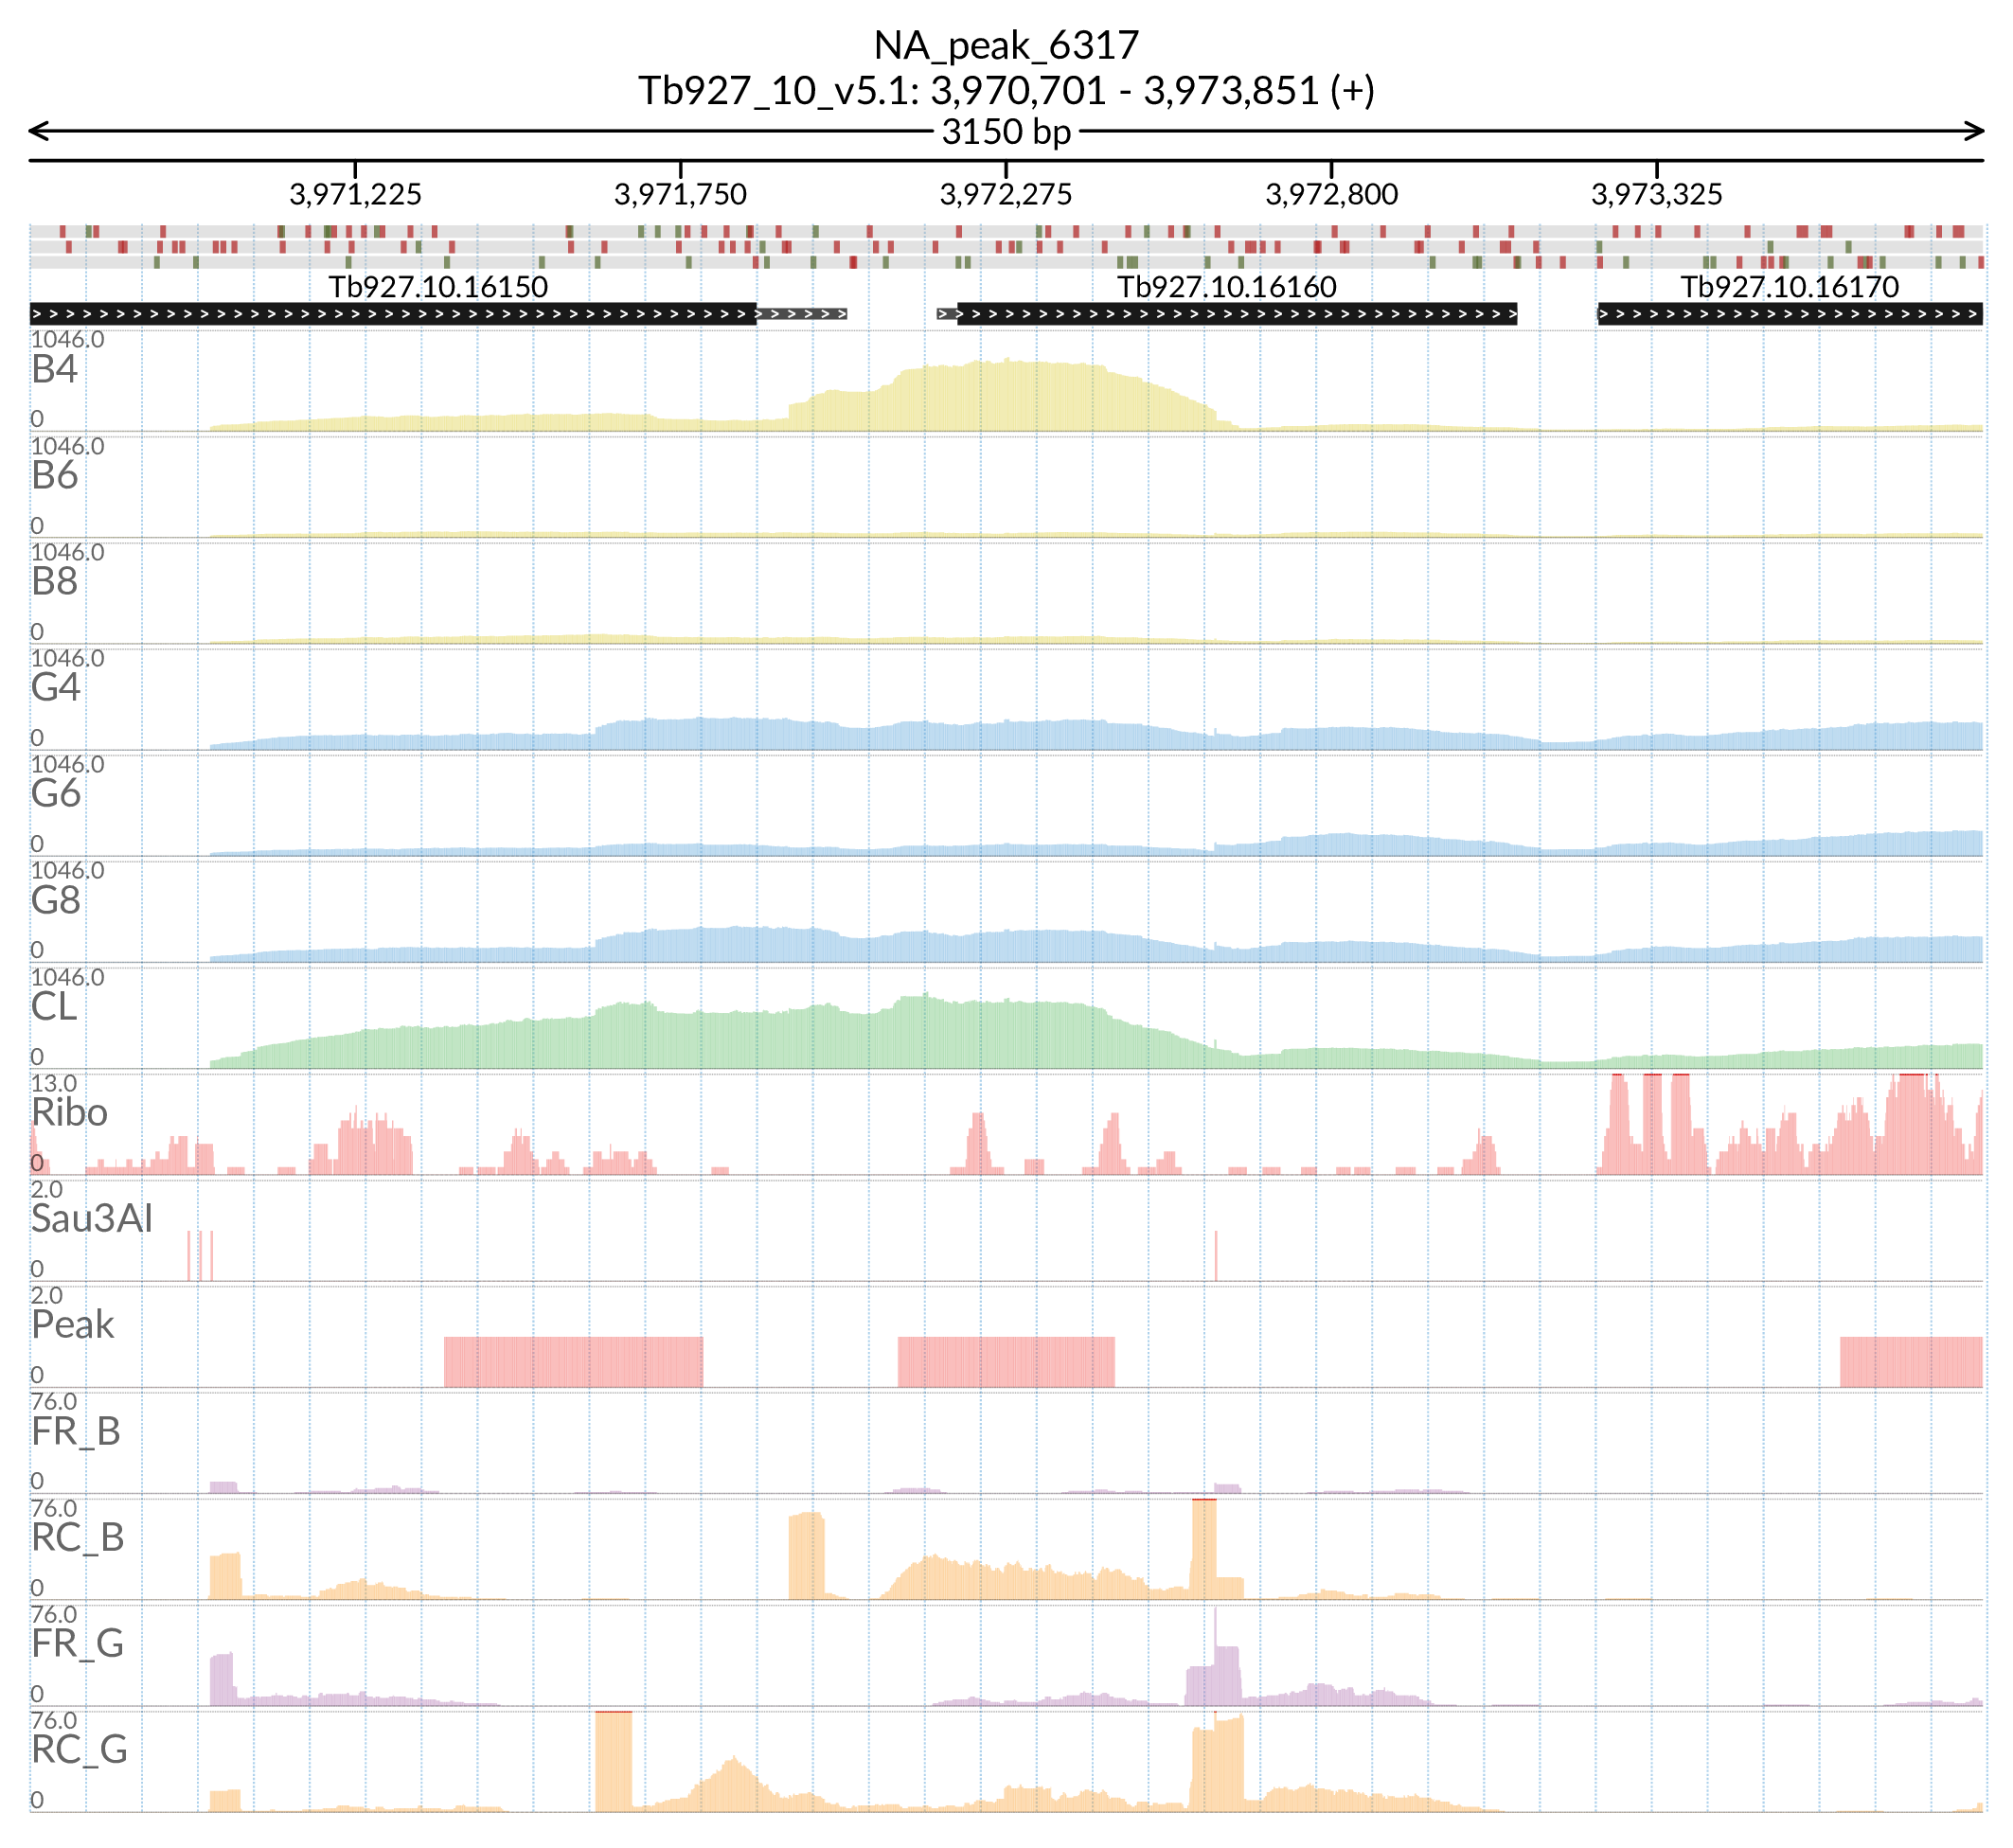 NA_peak_6317
Tb927_10_v5.1: 3,970,701 - 3,973,851 (+)
3150 bp
3,971,225 3,971,750 3,972,275 3,972,800 3,973,325
Tb927.10.16150 Tb927.10.16160 Tb927.10.16170
1046.0
B4
0
1046.0
B6
0
1046.0
B8
0
1046.0
G4
0
1046.0
G6
0
1046.0
G8
0
1046.0
CL
0
13.0
Ribo
0
2.0
Sau3AI
0
2.0
Peak
0
76.0
FR_B
0
76.0
RC_B
0
76.0
FR_G
0
76.0
RC_G
0